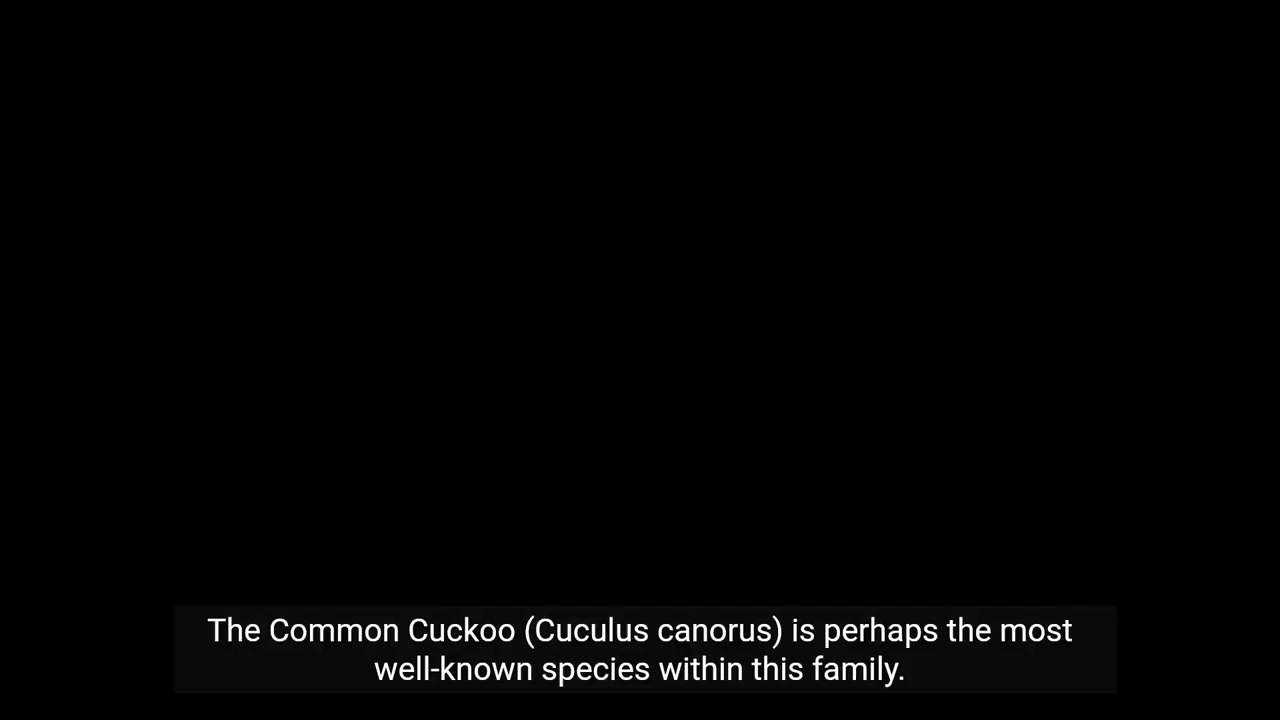 The Common Cuckoo (Cuculus canorus) is perhaps the most
well-known species within this family.